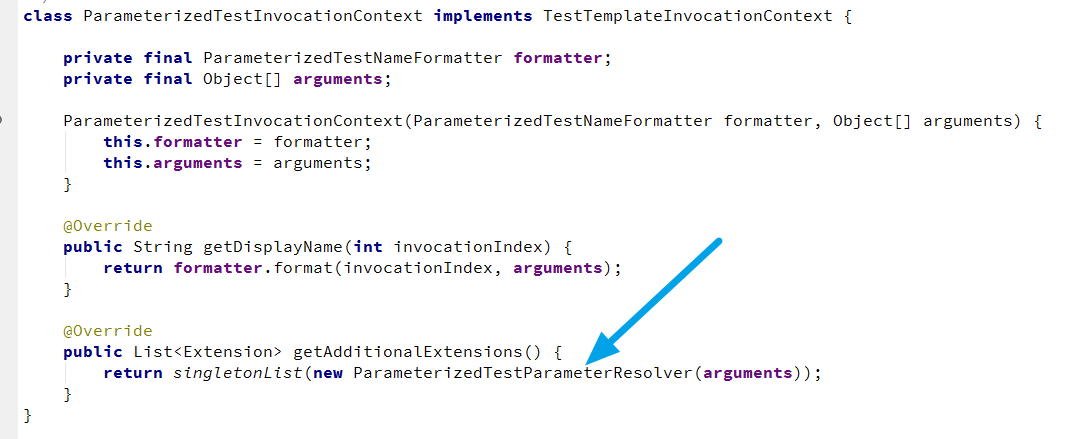 class ParameterizedTestInvocationContext implements TestTemplateInvocationContext {
private final ParameterizedTestNameFormatter formatter;
private final Object[] arguments;
ParameterizedTestInvocationContext(ParameterizedTestNameFormatter formatter, Object[] arguments) {
this.formatter = formatter;
this.arguments = arguments;
}
@Override
public String getDisplayName(int invocationIndex) {
return formatter.format(invocationIndex, arguments);
}
@Override
public List<Extension> getAdditionalExtensions() {
return singletonList(new ParameterizedTestParameterResolver(arguments));
}
}